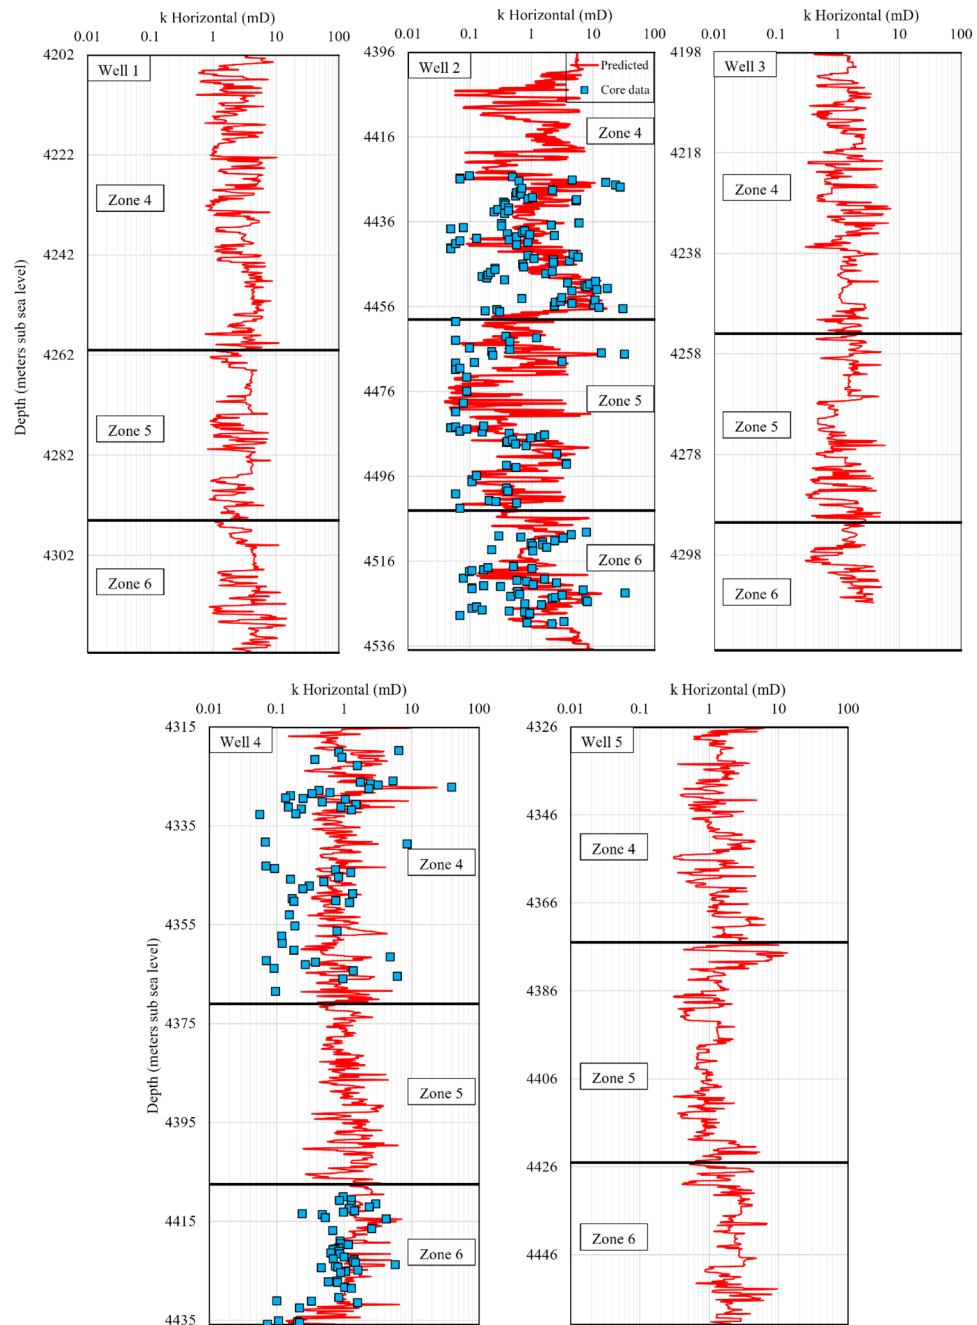 k Horizontal (mD)
k Horizontal (mD)
k Horizontal (mD)
0.01 0.1 1 10 100
0.01 0.1 1 10 100
0.01 0.1 1 10 100
Depth (meters sub sea level)
4202
4222
4242
4262
4282
4302
Well 1
Zone 4
Zone 5
Zone 6
4396
4416
4436
4456
4476
4496
4516
4536
Well 2
Predicted
Core data
Zone 4
Zone 5
Zone 6
4198
4218
4238
4258
4278
4298
Well 3
Zone 4
Zone 5
Zone 6
k Horizontal (mD)
k Horizontal (mD)
0.01 0.1 1 10 100
0.01 0.1 1 10 100
Depth (meters sub sea level)
4315
4335
4355
4375
4395
4415
4435
Well 4
Zone 4
Zone 5
Zone 6
4326
4346
4366
4386
4406
4426
4446
Well 5
Zone 4
Zone 5
Zone 6